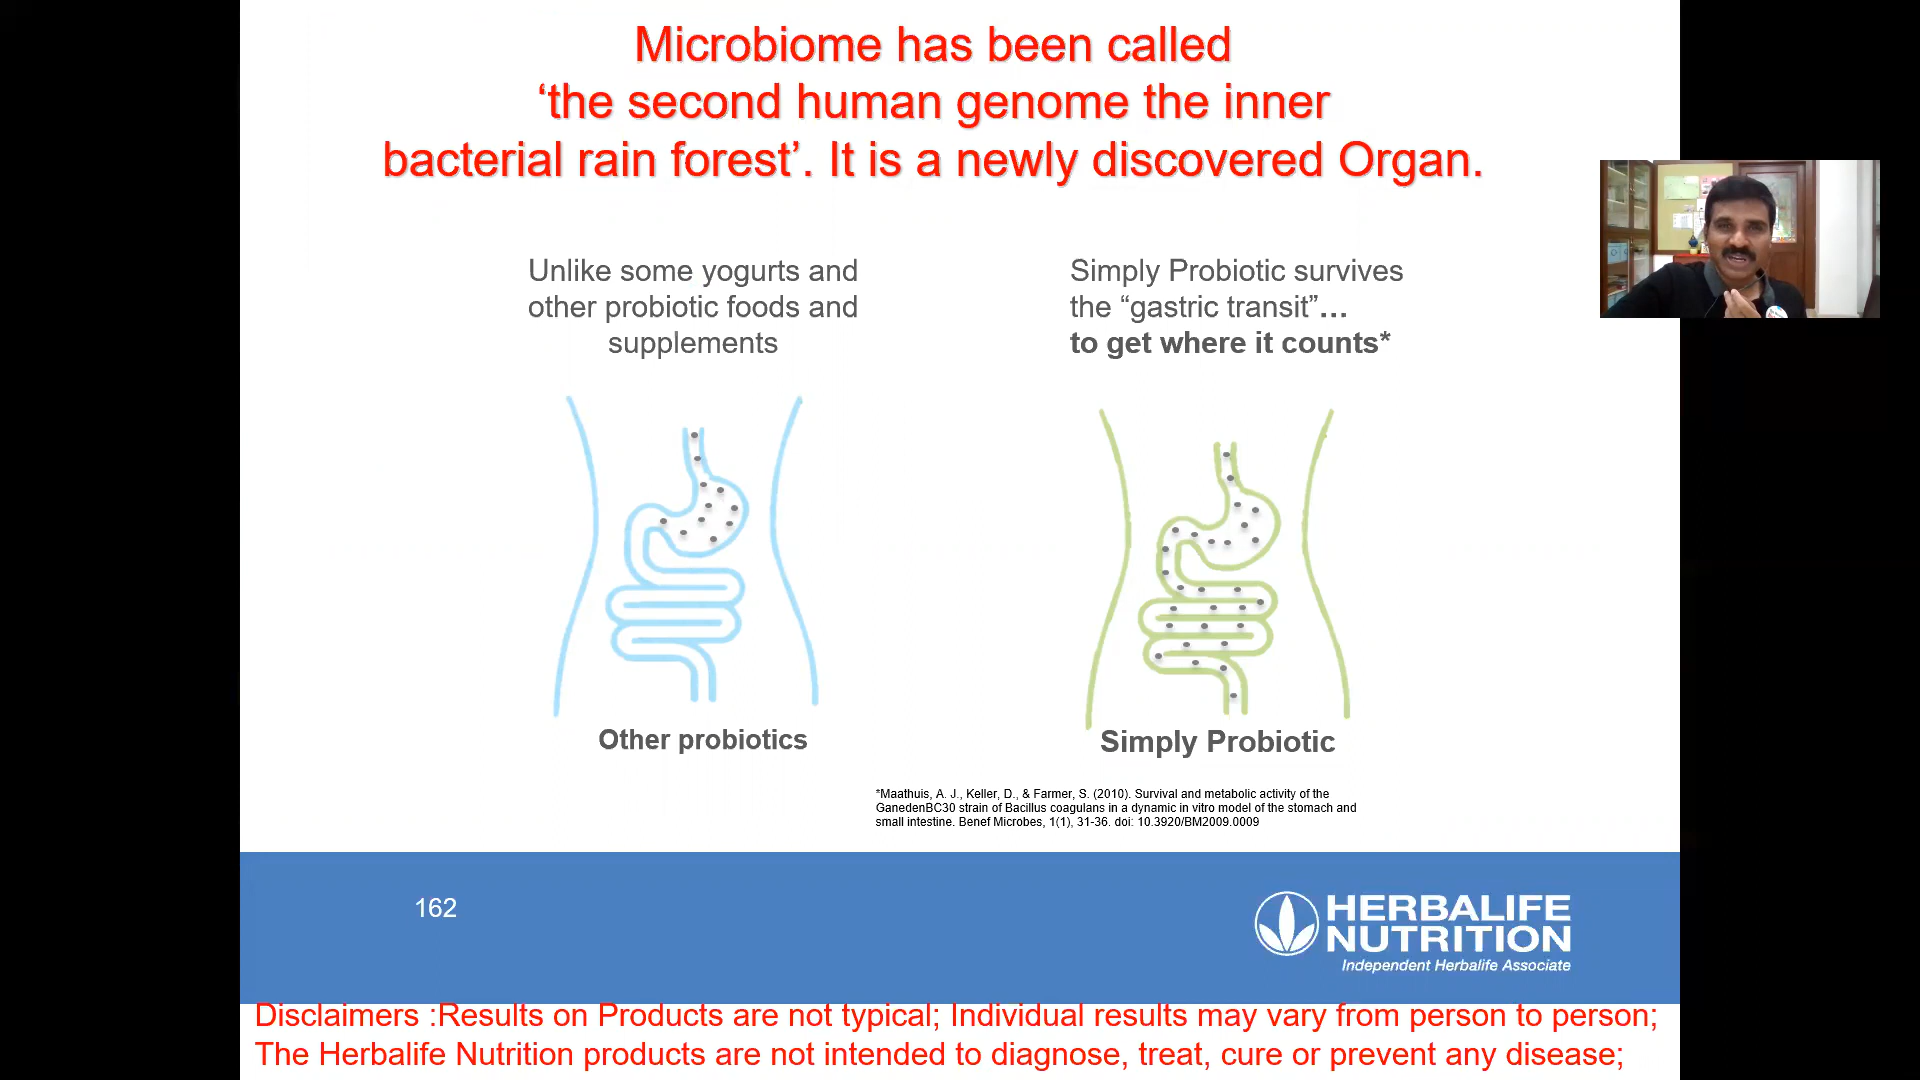 Microbiome has been called
‘the second human genome the inner
bacterial rain forest’. It is a newly discovered Organ.
Unlike some yogurts and
other probiotic foods and
supplements
Simply Probiotic survives
the “gastric transit”...
to get where it counts*
Other probiotics
Simply Probiotic
*Maathuis, A. J., Keller, D., & Farmer, S. (2010). Survival and metabolic activity of the
GanedenBC30 strain of Bacillus coagulans in a dynamic in vitro model of the stomach and
small intestine. Benef Microbes, 1(1), 31-36. doi: 10.3920/BM2009.0009
162
HERBALIFE
NUTRITION
Independent Herbalife Associate
Disclaimers :Results on Products are not typical; Individual results may vary from person to person;
The Herbalife Nutrition products are not intended to diagnose, treat, cure or prevent any disease;